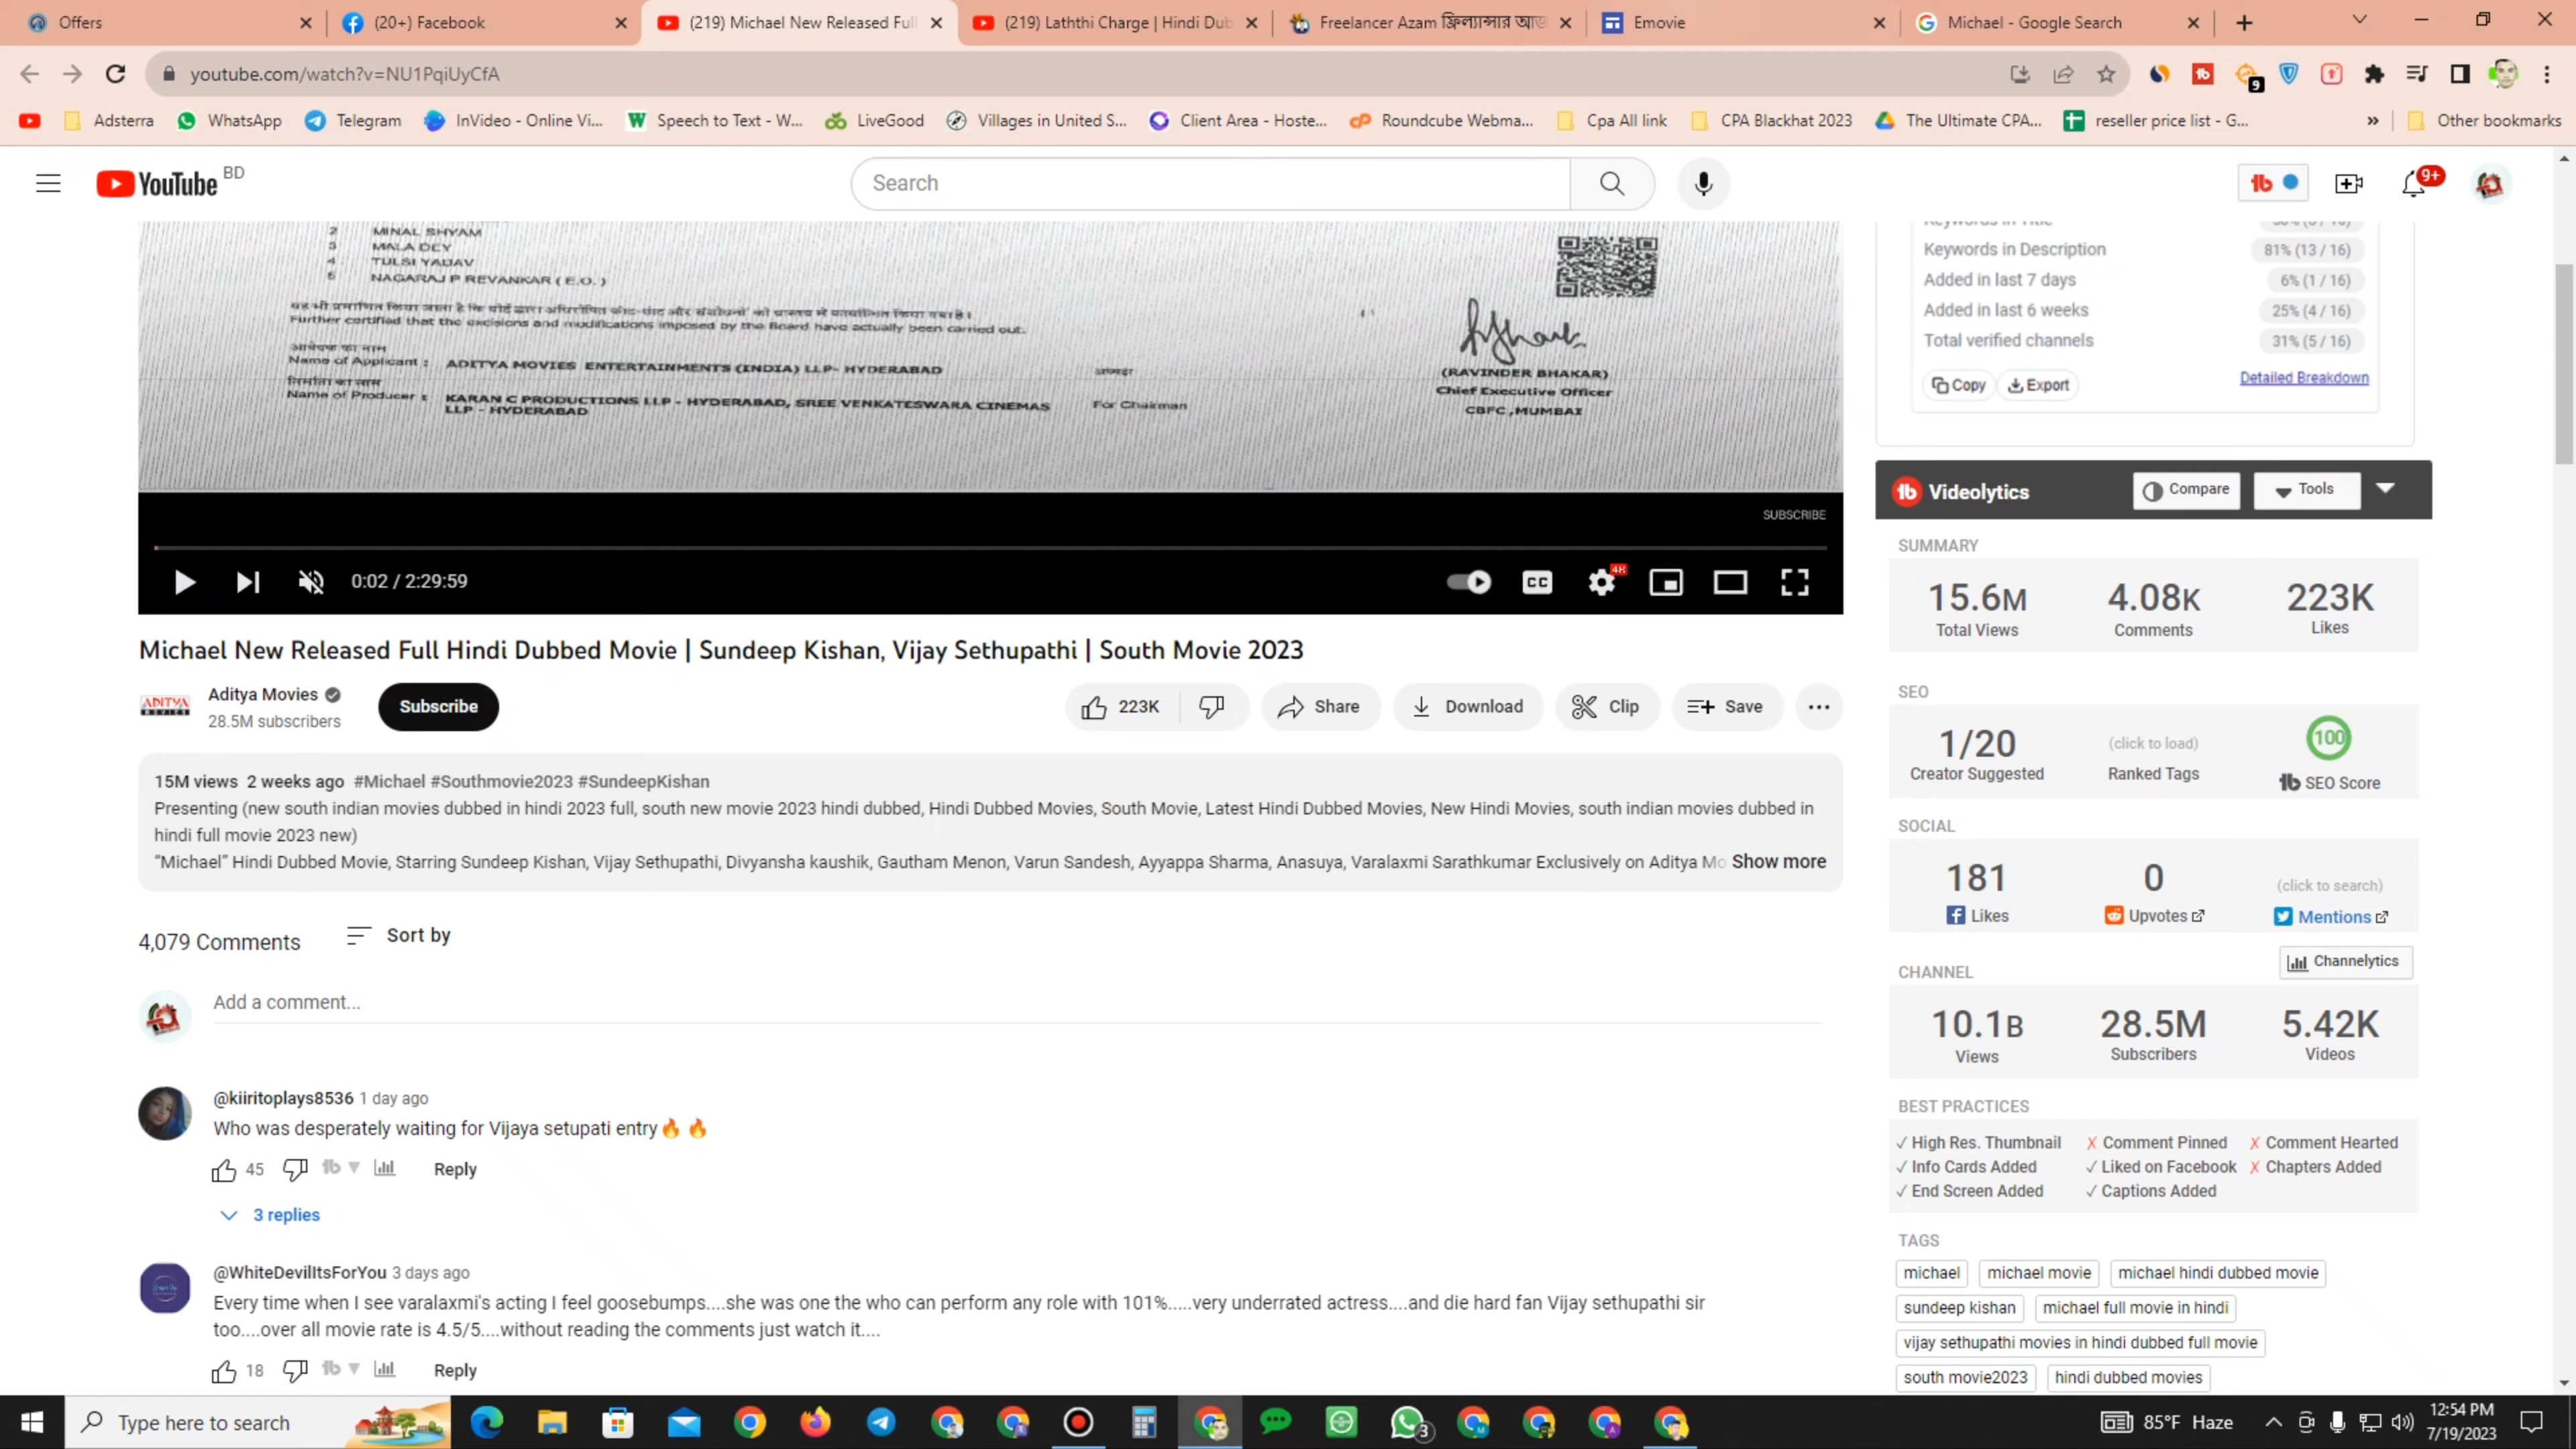 Offers
(20+) Facebook
(219) Michael New Released Full
(219) Laththi Charge | Hindi Dub
Freelancer Azam ফ্রিল্যান্সার আজ
Emovie
Michael - Google Search
youtube.com/watch?v=NU1PqiUyCfA
9
Adsterra
WhatsApp
Telegram
InVideo - Online Vi...
Speech to Text - W...
LiveGood
Villages in United S...
Client Area - Hoste...
Roundcube Webma...
Cpa All link
CPA Blackhat 2023
The Ultimate CPA...
reseller price list - G...
»
Other bookmarks
YouTube BD
Search
9+
2 MINAL SHYAM
3 MALA DEY
4 TULSI YADAV
NAGARAJ P REVANKAR ( E.O. )
Further certified that the excisions and modifications imposed by the Board have actually been carried out.
आवेदक का नाम
Name of Applicant : ADITYA MOVIES ENTERTAINMENTS (INDIA) LLP- HYDERABAD
निर्माता का नाम
Name of Producer : KARAN C PRODUCTIONS LLP - HYDERABAD, SREE VENKATESWARA CINEMAS
LLP - HYDERABAD
For Chairman
(RAVINDER BHAKAR)
Chief Executive Officer
CBFC ,MUMBAI
SUBSCRIBE
0:02 / 2:29:59
CC
4K
Michael New Released Full Hindi Dubbed Movie | Sundeep Kishan, Vijay Sethupathi | South Movie 2023
ADITYA MOVIES
Aditya Movies
28.5M subscribers
Subscribe
223K
Share
Download
Clip
Save
15M views 2 weeks ago #Michael #Southmovie2023 #SundeepKishan
Presenting (new south indian movies dubbed in hindi 2023 full, south new movie 2023 hindi dubbed, Hindi Dubbed Movies, South Movie, Latest Hindi Dubbed Movies, New Hindi Movies, south indian movies dubbed in
hindi full movie 2023 new)
“Michael” Hindi Dubbed Movie, Starring Sundeep Kishan, Vijay Sethupathi, Divyansha kaushik, Gautham Menon, Varun Sandesh, Ayyappa Sharma, Anasuya, Varalaxmi Sarathkumar Exclusively on Aditya Mo Show more
4,079 Comments
Sort by
Add a comment...
@kiiritoplays8536 1 day ago
Who was desperately waiting for Vijaya setupati entry🔥 🔥
45
Reply
3 replies
@WhiteDevilItsForYou 3 days ago
Every time when I see varalaxmi's acting I feel goosebumps....she was one the who can perform any role with 101%.....very underrated actress....and die hard fan Vijay sethupathi sir
too....over all movie rate is 4.5/5....without reading the comments just watch it....
18
Reply
Keywords in Description 81% (13 / 16)
Added in last 7 days 6% (1 / 16)
Added in last 6 weeks 25% (4 / 16)
Total verified channels 31% (5 / 16)
Copy
Export
Detailed Breakdown
Videolytics
Compare
Tools
SUMMARY
15.6M 4.08K 223K
Total Views Comments Likes
SEO
1/20 (click to load) 100
Creator Suggested Ranked Tags SEO Score
SOCIAL
181 0 (click to search)
Likes Upvotes Mentions
CHANNEL
Channelytics
10.1B 28.5M 5.42K
Views Subscribers Videos
BEST PRACTICES
✓ High Res. Thumbnail ✗ Comment Pinned ✗ Comment Hearted
✓ Info Cards Added ✓ Liked on Facebook ✗ Chapters Added
✓ End Screen Added ✓ Captions Added
TAGS
michael
michael movie
michael hindi dubbed movie
sundeep kishan
michael full movie in hindi
vijay sethupathi movies in hindi dubbed full movie
south movie2023
hindi dubbed movies
Type here to search
3
85°F Haze
12:54 PM
7/19/2023